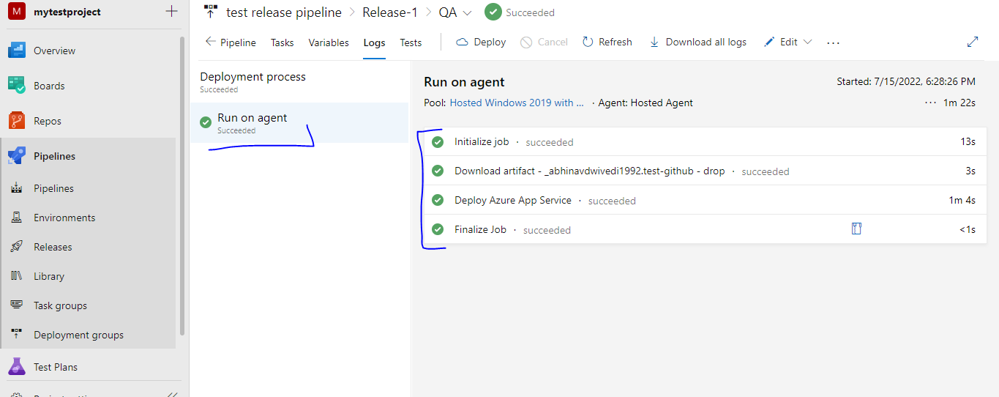 M mytestproject
Overview
Boards
Repos
Pipelines
Pipelines
Environments
Releases
Library
Task groups
Deployment groups
Test Plans
test release pipeline Release-1 QA Succeeded
Pipeline Tasks Variables Logs Tests Deploy Cancel Refresh Download all logs Edit ...
Deployment process
Succeeded
Run on agent
Succeeded
Run on agent Started: 7/15/2022, 6:28:26 PM
Pool: Hosted Windows 2019 with ... · Agent: Hosted Agent ... 1m 22s
Initialize job · succeeded 13s
Download artifact - _abhinavdwivedi1992.test-github - drop · succeeded 3s
Deploy Azure App Service · succeeded 1m 4s
Finalize Job · succeeded <1s